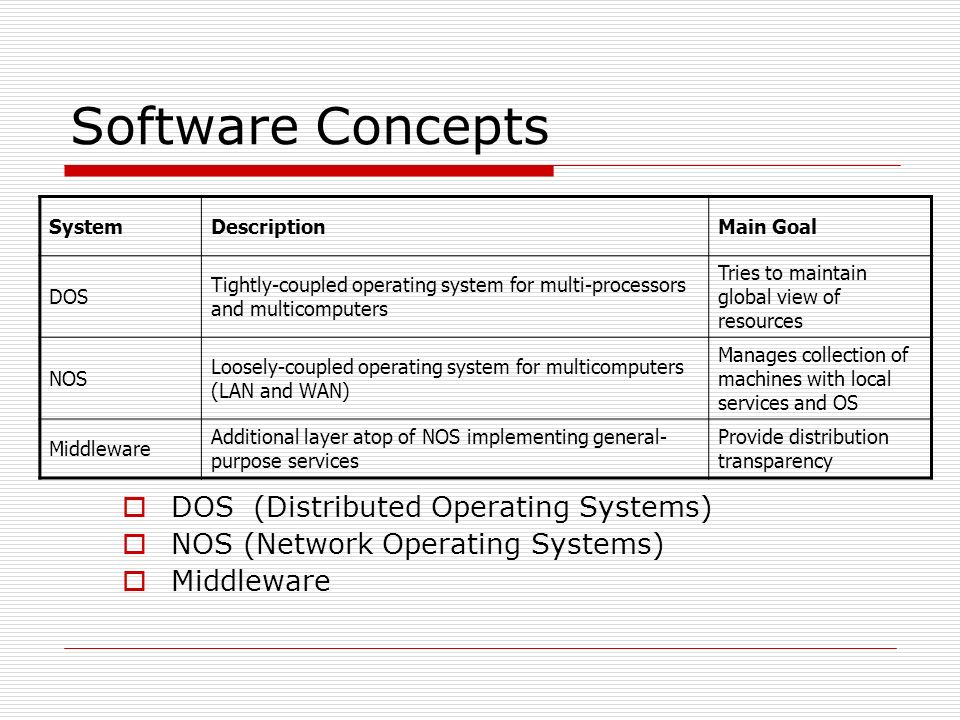 Software Concepts
System Description Main Goal
DOS
Tightly-coupled operating system for multi-processors
and multicomputers
Tries to maintain
global view of
resources
NOS
Loosely-coupled operating system for multicomputers
(LAN and WAN)
Manages collection of
machines with local
services and OS
Middleware
Additional layer atop of NOS implementing general-
purpose services
Provide distribution
transparency
DOS (Distributed Operating Systems)
NOS (Network Operating Systems)
Middleware